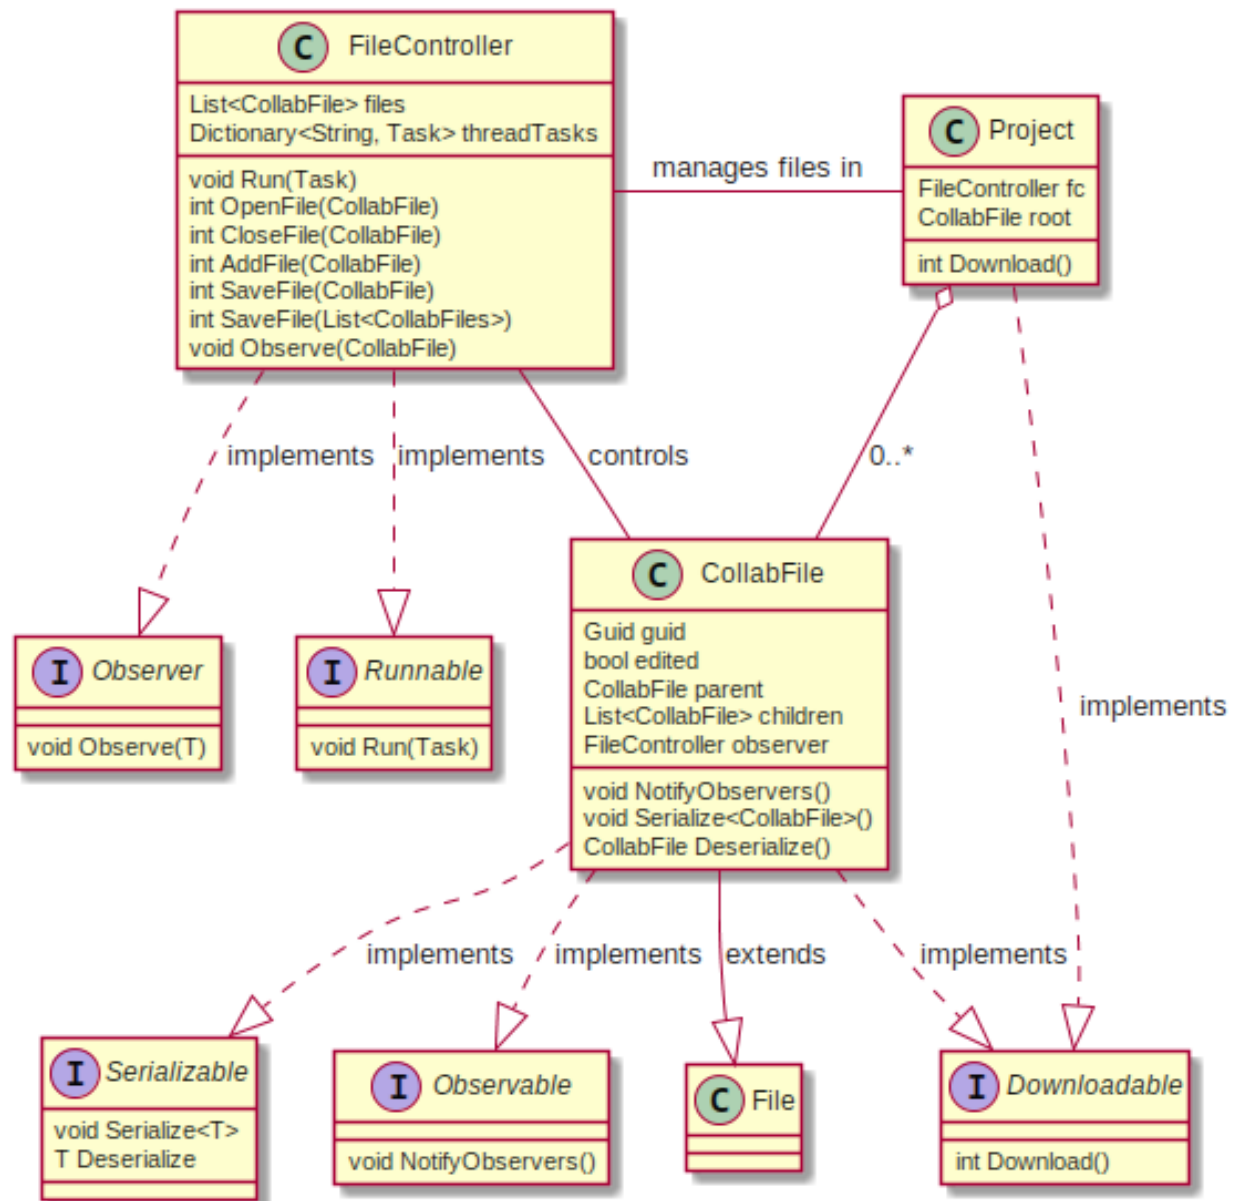 C FileController
List<CollabFile> files
Dictionary<String, Task> threadTasks
void Run(Task)
int OpenFile(CollabFile)
int CloseFile(CollabFile)
int AddFile(CollabFile)
int SaveFile(CollabFile)
int SaveFile(List<CollabFiles>)
void Observe(CollabFile)
manages files in
C Project
FileController fc
CollabFile root
int Download()
implements
implements
controls
0..*
implements
I Observer
void Observe(T)
I Runnable
void Run(Task)
C CollabFile
Guid guid
bool edited
CollabFile parent
List<CollabFile> children
FileController observer
void NotifyObservers()
void Serialize<CollabFile>()
CollabFile Deserialize()
implements
implements
extends
implements
I Serializable
void Serialize<T>
T Deserialize
I Observable
void NotifyObservers()
C File
I Downloadable
int Download()